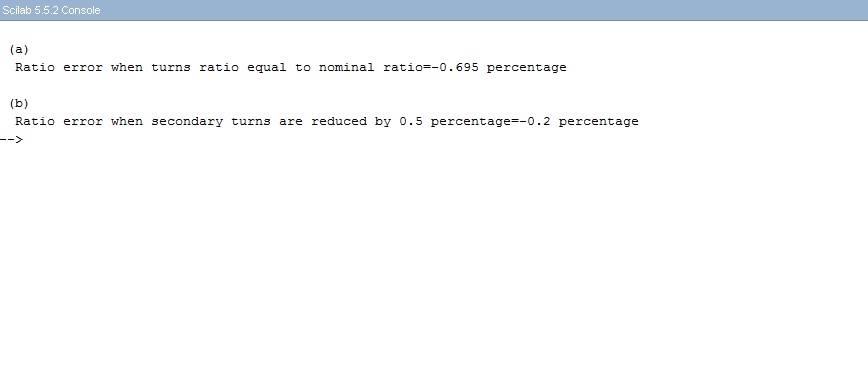 Scilab 5.5.2 Console
(a)
Ratio error when turns ratio equal to nominal ratio=-0.695 percentage
(b)
Ratio error when secondary turns are reduced by 0.5 percentage=-0.2 percentage
-->